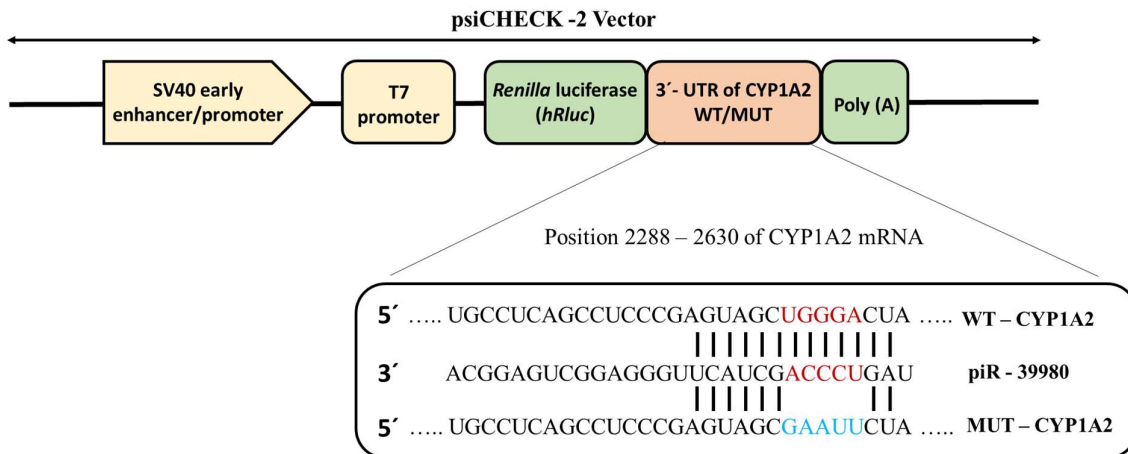 psiCHECK -2 Vector
SV40 early
enhancer/promoter
T7
promoter
Renilla luciferase
(hRluc)
3´- UTR of CYP1A2
WT/MUT
Poly (A)
Position 2288 – 2630 of CYP1A2 mRNA
5´ ….. UGCCUCAGCCUCCCGAGUAGCUGGGACUA ….. WT – CYP1A2
3´ ACGGAGUCGGAGGGUUCAUCGACCCUGAU piR - 39980
5´ ….. UGCCUCAGCCUCCCGAGUAGCGAAUUCUA ….. MUT – CYP1A2